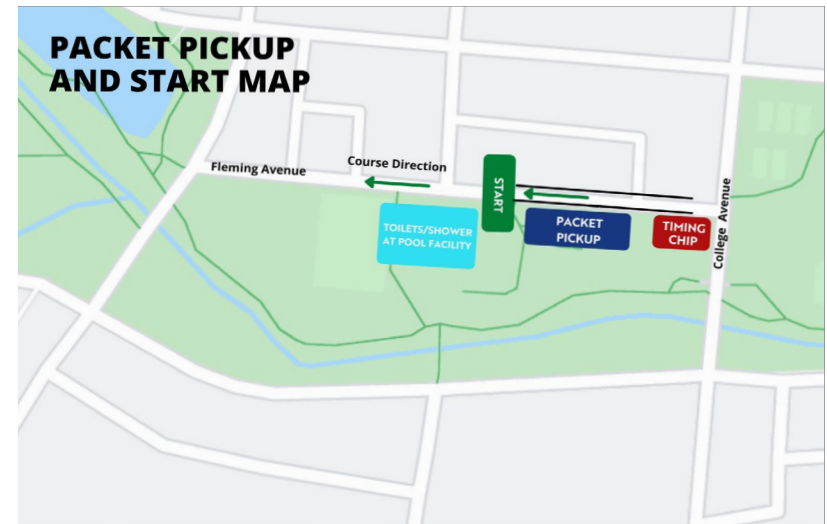 PACKET PICKUP
AND START MAP
Course Direction
Fleming Avenue
START
TOILETS/SHOWER
AT POOL FACILITY
PACKET
PICKUP
TIMING
CHIP
College Avenue